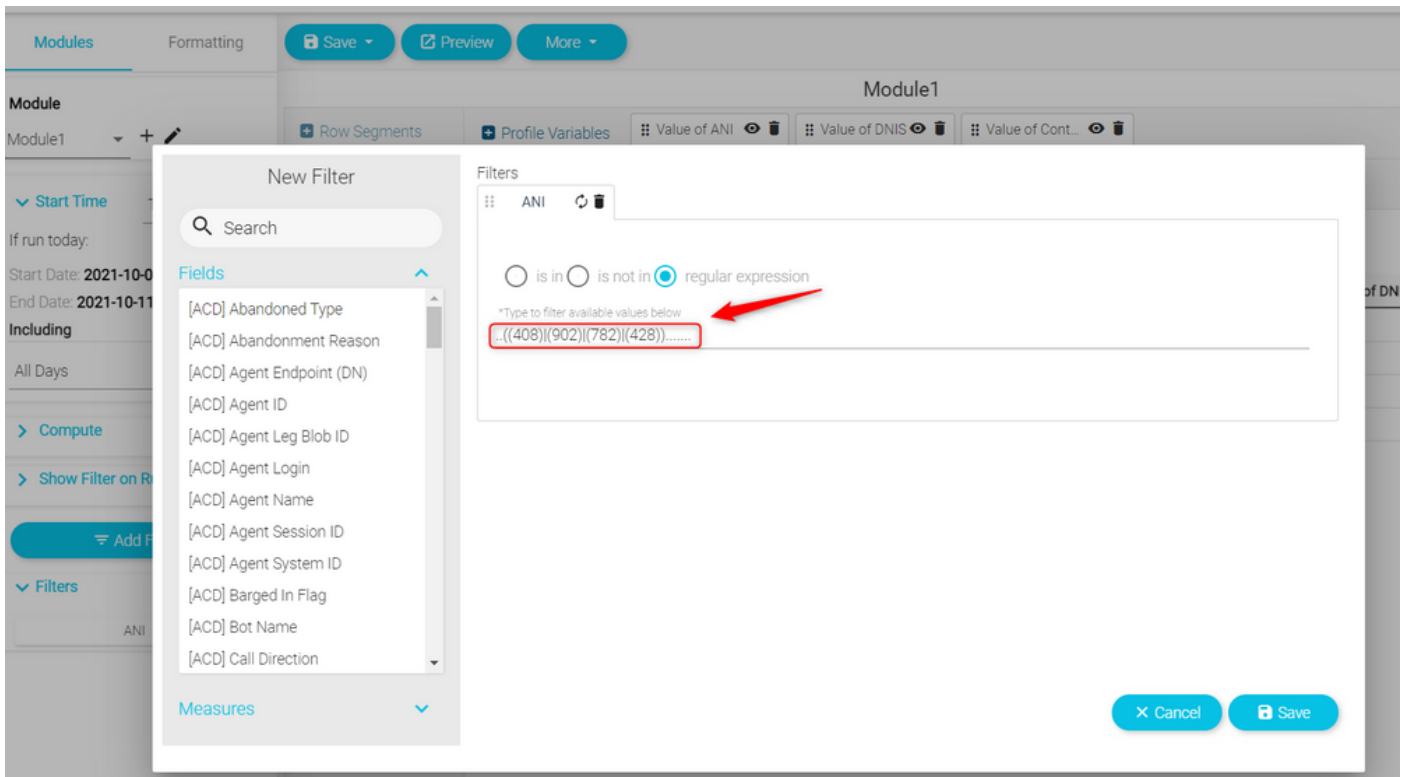 Modules Formatting Save Preview More
Module1
Module
Module1
Row Segments Profile Variables Value of ANI Value of DNIS Value of Cont...
New Filter
Filters
ANI
Start Time
Search
If run today:
Start Date: 2021-10-0
Fields
is in is not in regular expression
End Date: 2021-10-11
of DN
Including
*Type to filter available values below
..((408)|(902)|(782)|(428)).......
All Days
[ACD] Abandoned Type
[ACD] Abandonment Reason
[ACD] Agent Endpoint (DN)
[ACD] Agent ID
Compute
[ACD] Agent Leg Blob ID
[ACD] Agent Login
Show Filter on R
[ACD] Agent Name
[ACD] Agent Session ID
Add F
[ACD] Agent System ID
Filters
[ACD] Barged In Flag
ANI
[ACD] Bot Name
[ACD] Call Direction
Measures
Cancel Save